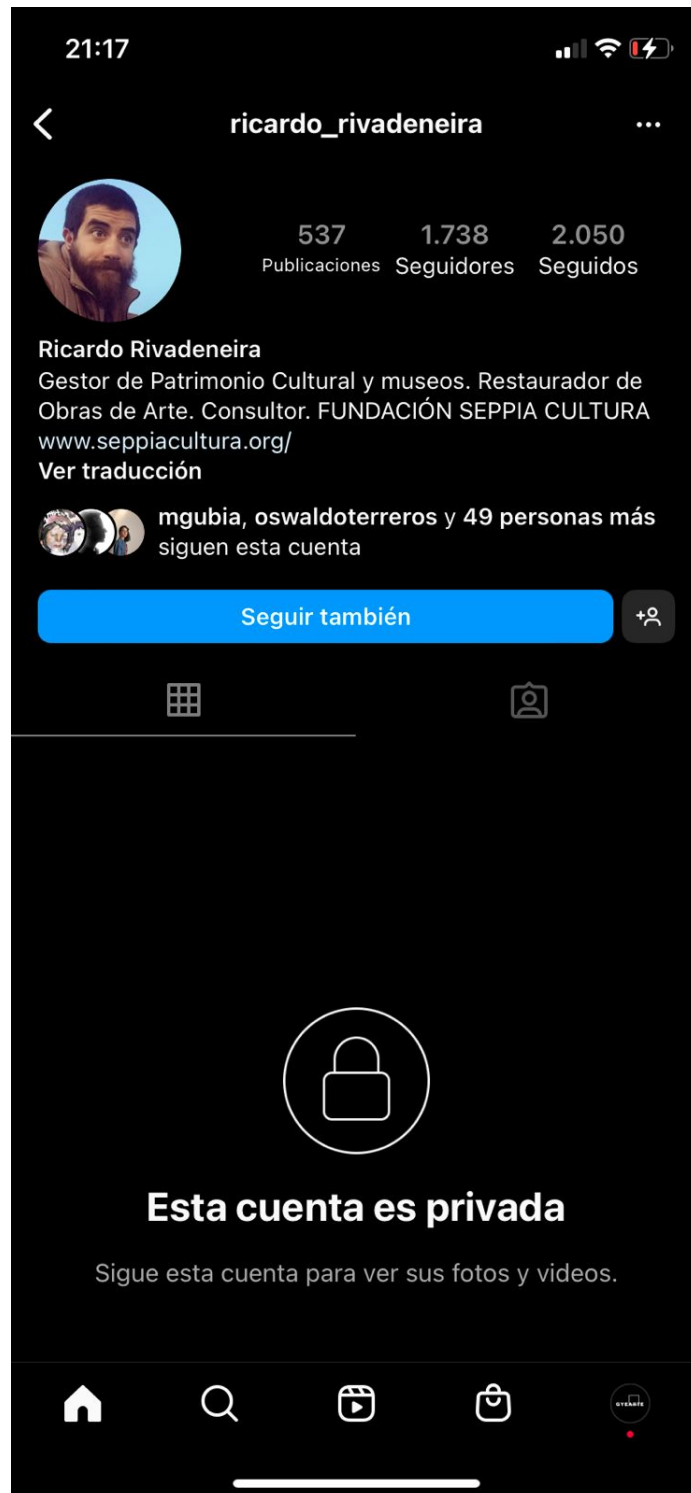 21:17
ricardo_rivadeneira
537 1.738 2.050
Publicaciones Seguidores Seguidos
Ricardo Rivadeneira
Gestor de Patrimonio Cultural y museos. Restaurador de
Obras de Arte. Consultor. FUNDACIÓN SEPPIA CULTURA
www.seppiacultura.org/
Ver traducción
mgubia, oswaldoterreros y 49 personas más
siguen esta cuenta
Seguir también
Esta cuenta es privada
Sigue esta cuenta para ver sus fotos y videos.
GYEARTE